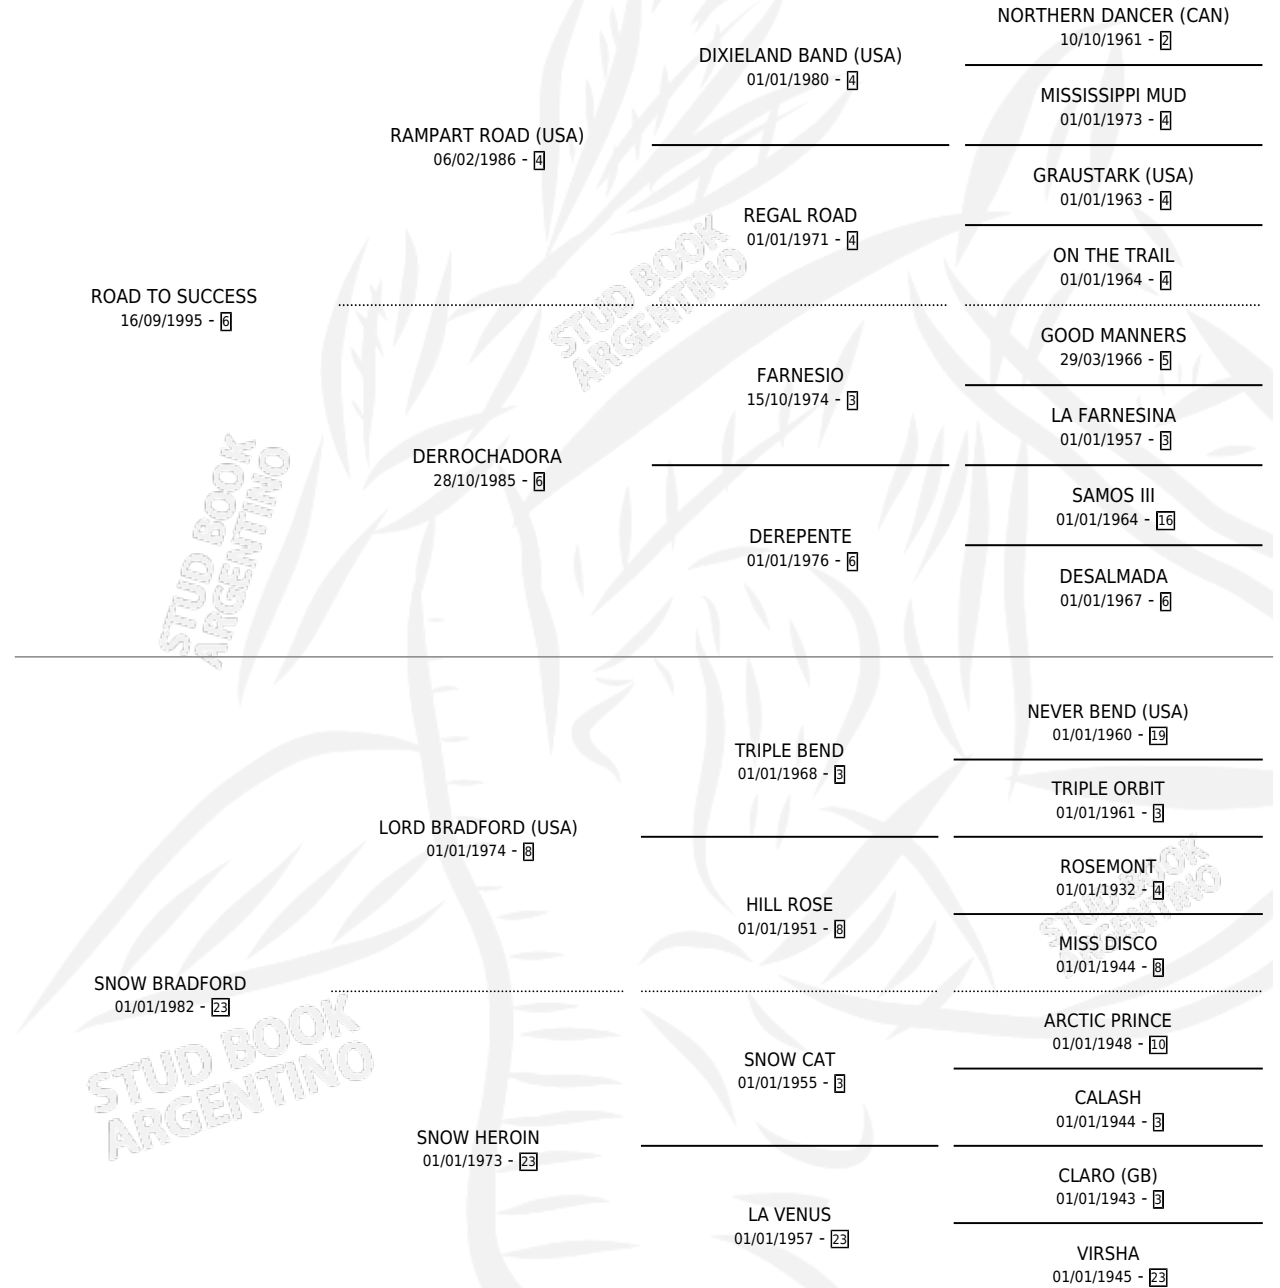 NORTHERN DANCER (CAN)
10/10/1961 - 2
DIXIELAND BAND (USA)
01/01/1980 - 4
MISSISSIPPI MUD
01/01/1973 - 4
RAMPART ROAD (USA)
06/02/1986 - 4
GRAUSTARK (USA)
01/01/1963 - 4
REGAL ROAD
01/01/1971 - 4
ON THE TRAIL
01/01/1964 - 4
ROAD TO SUCCESS
16/09/1995 - 6
GOOD MANNERS
29/03/1966 - 5
FARNESIO
15/10/1974 - 3
LA FARNESINA
01/01/1957 - 3
DERROCHADORA
28/10/1985 - 6
SAMOS III
01/01/1964 - 16
DEREPENTE
01/01/1976 - 6
DESALMADA
01/01/1967 - 6
STUD BOOK
ARGENTINO
STUD BOOK
ARGENTINO
NEVER BEND (USA)
01/01/1960 - 19
TRIPLE BEND
01/01/1968 - 3
TRIPLE ORBIT
01/01/1961 - 3
LORD BRADFORD (USA)
01/01/1974 - 8
ROSEMONT
01/01/1932 - 4
HILL ROSE
01/01/1951 - 8
MISS DISCO
01/01/1944 - 8
STUD BOOK
ARGENTINO
SNOW BRADFORD
01/01/1982 - 23
ARCTIC PRINCE
01/01/1948 - 10
SNOW CAT
01/01/1955 - 3
CALASH
01/01/1944 - 3
STUD BOOK
ARGENTINO
SNOW HEROIN
01/01/1973 - 23
CLARO (GB)
01/01/1943 - 3
LA VENUS
01/01/1957 - 23
VIRSHA
01/01/1945 - 23